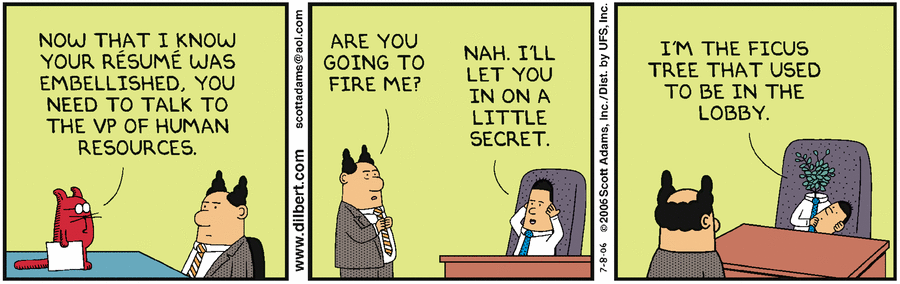 NOW THAT I KNOW
YOUR RÉSUMÉ WAS
EMBELLISHED, YOU
NEED TO TALK TO
THE VP OF HUMAN
RESOURCES.
www.dilbert.com scottadams@aol.com
ARE YOU
GOING TO
FIRE ME?
NAH. I'LL
LET YOU
IN ON A
LITTLE
SECRET.
7-8-06 ©2006 Scott Adams, Inc./Dist. by UFS, Inc.
I'M THE FICUS
TREE THAT USED
TO BE IN THE
LOBBY.